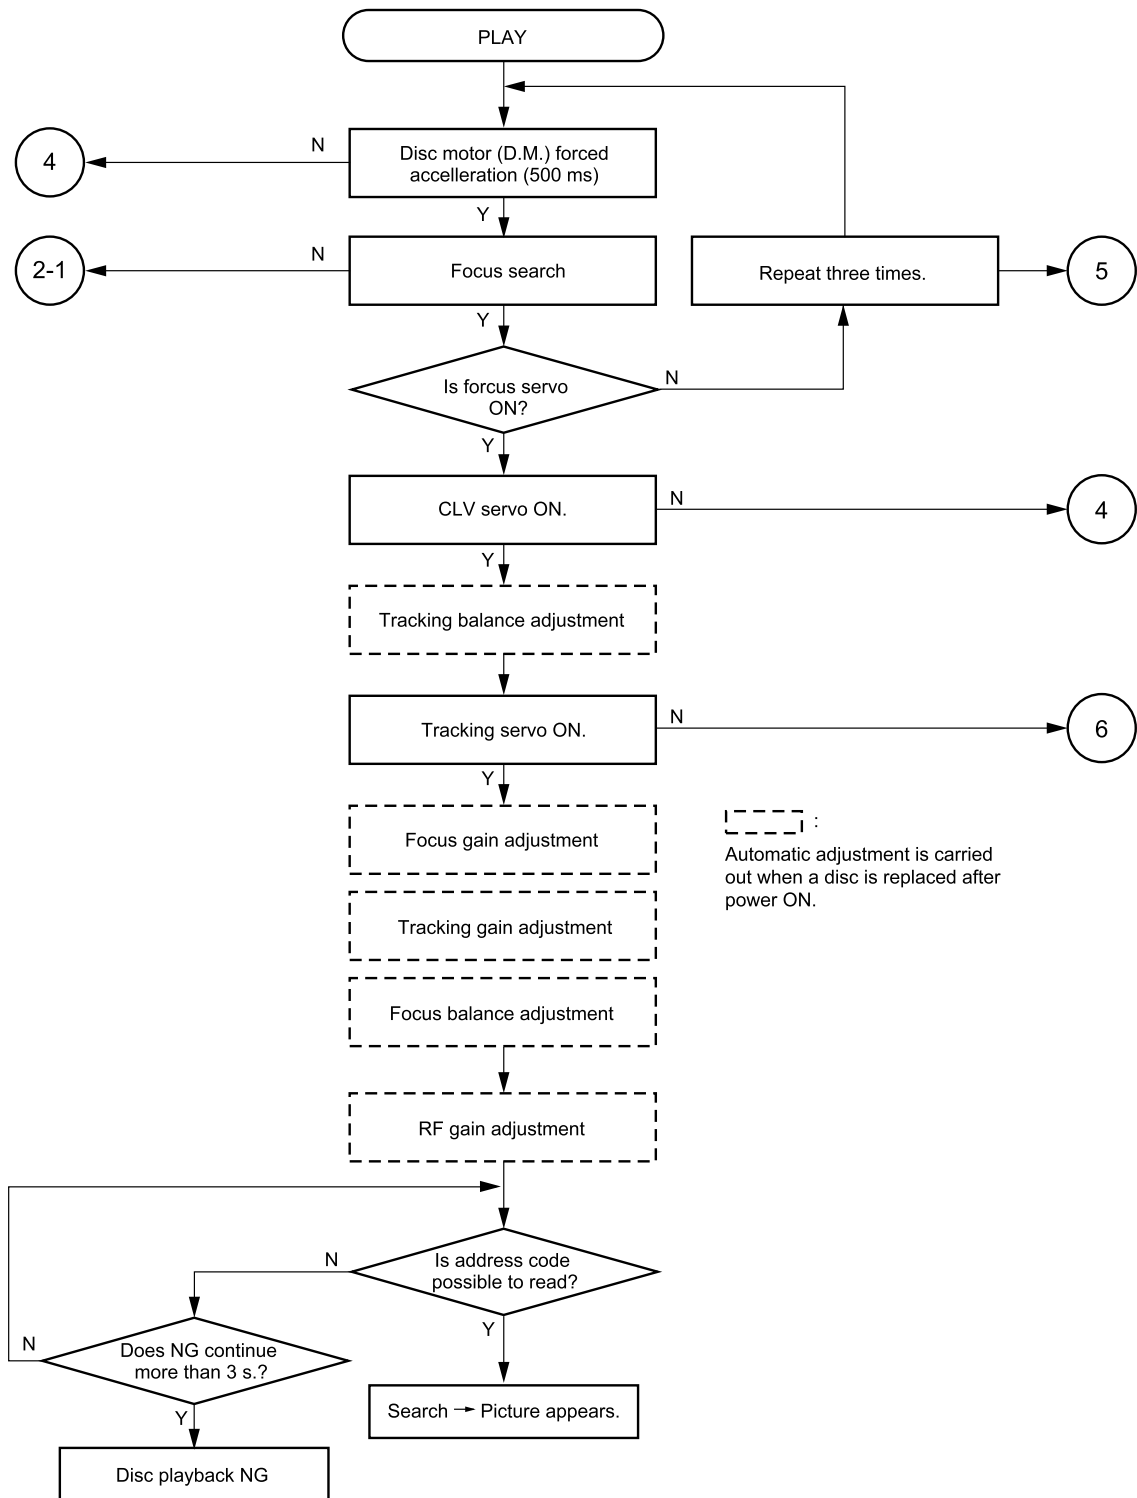 PLAY
N
4
Disc motor (D.M.) forced
accelleration (500 ms)
Y
N
2-1
Focus search
Repeat three times.
5
Y
Is forcus servo
ON?
N
Y
CLV servo ON.
N
4
Y
Tracking balance adjustment
Tracking servo ON.
N
6
Y
Focus gain adjustment
:
Automatic adjustment is carried
out when a disc is replaced after
power ON.
Tracking gain adjustment
Focus balance adjustment
RF gain adjustment
N
Is address code
possible to read?
Y
N
Does NG continue
more than 3 s.?
Y
Search → Picture appears.
Disc playback NG